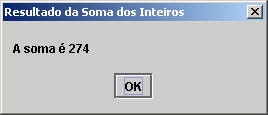 Resultado da Soma dos Inteiros
A soma é 274
OK